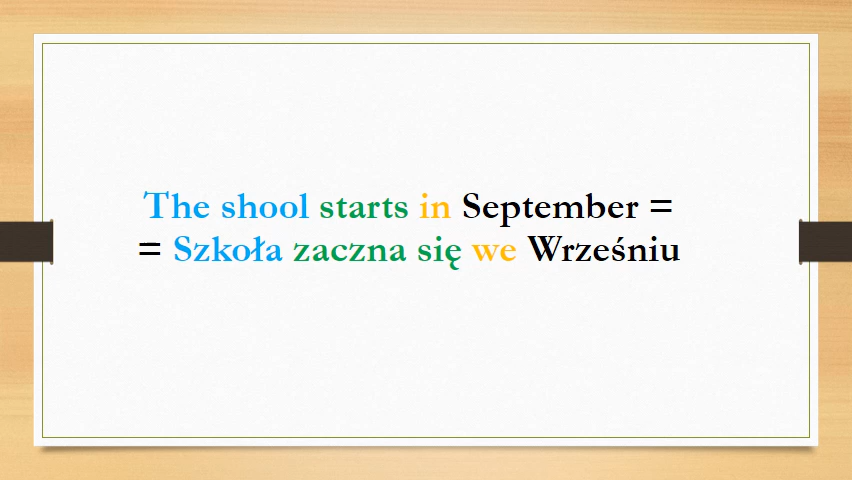 The shool starts in September =
= Szkoła zaczna się we Wrześniu